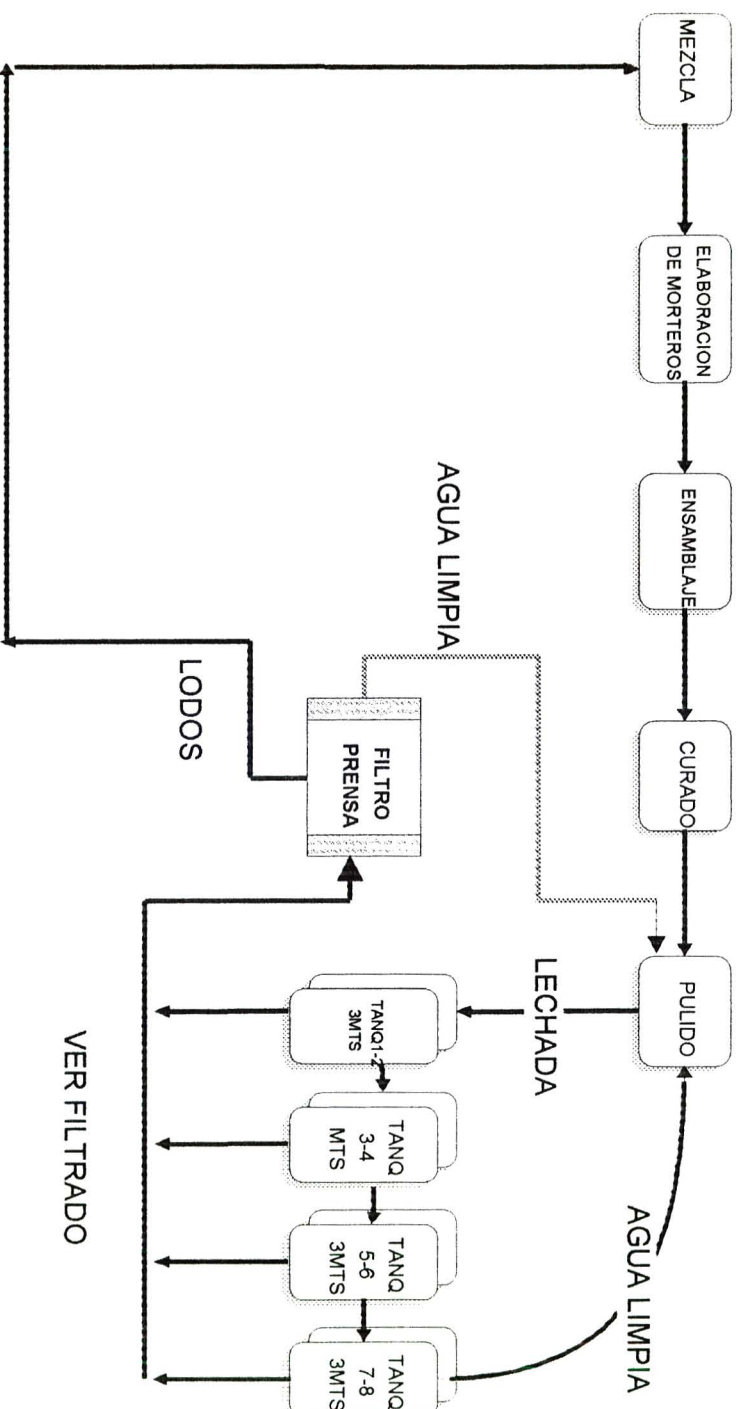 MEZCLA
ELABORACION
DE MORTEROS
ENSAMBLAJE
CURADO
PULIDO
AGUA LIMPIA
LECHADA
AGUA LIMPIA
FILTRO
PRENSA
TANQ1-2
3MTS
TANQ
3-4
MTS
TANQ
5-6
3MTS
TANQ
7-8
3MTS
LODOS
VER FILTRADO